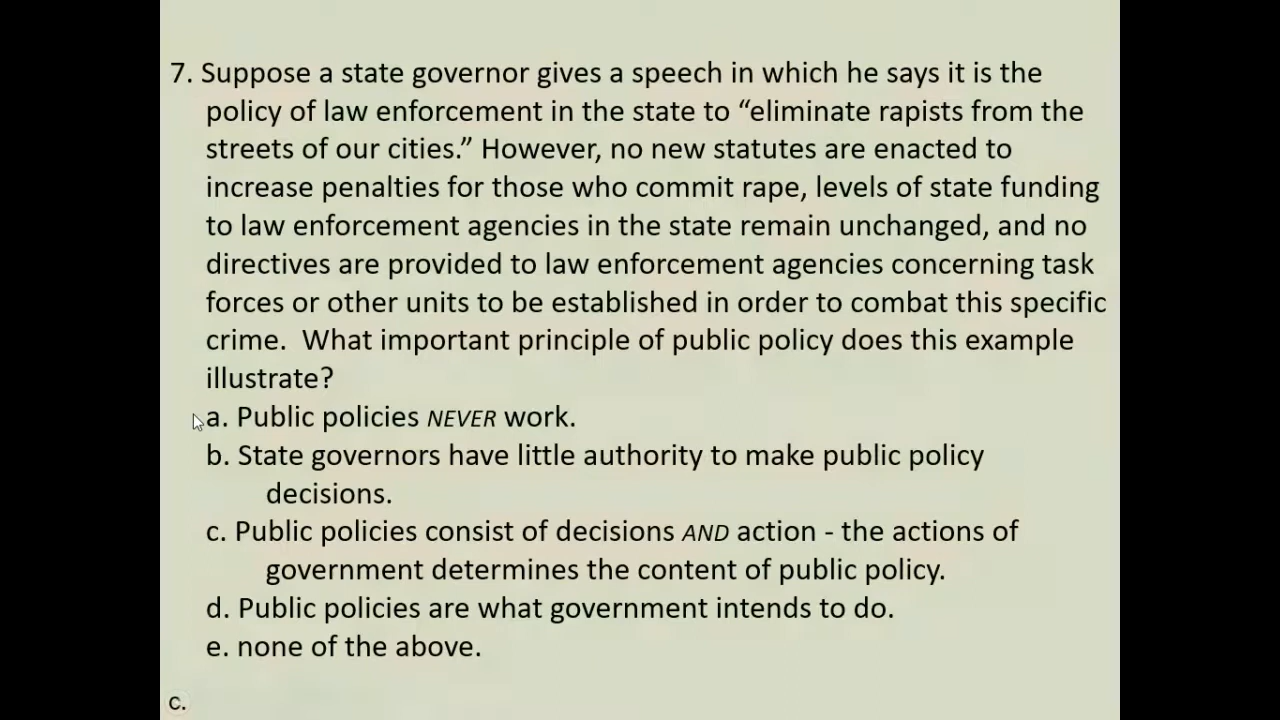 7. Suppose a state governor gives a speech in which he says it is the
policy of law enforcement in the state to “eliminate rapists from the
streets of our cities.” However, no new statutes are enacted to
increase penalties for those who commit rape, levels of state funding
to law enforcement agencies in the state remain unchanged, and no
directives are provided to law enforcement agencies concerning task
forces or other units to be established in order to combat this specific
crime.  What important principle of public policy does this example
illustrate?
a. Public policies NEVER work.
b. State governors have little authority to make public policy
decisions.
c. Public policies consist of decisions AND action - the actions of
government determines the content of public policy.
d. Public policies are what government intends to do.
e. none of the above.
c.